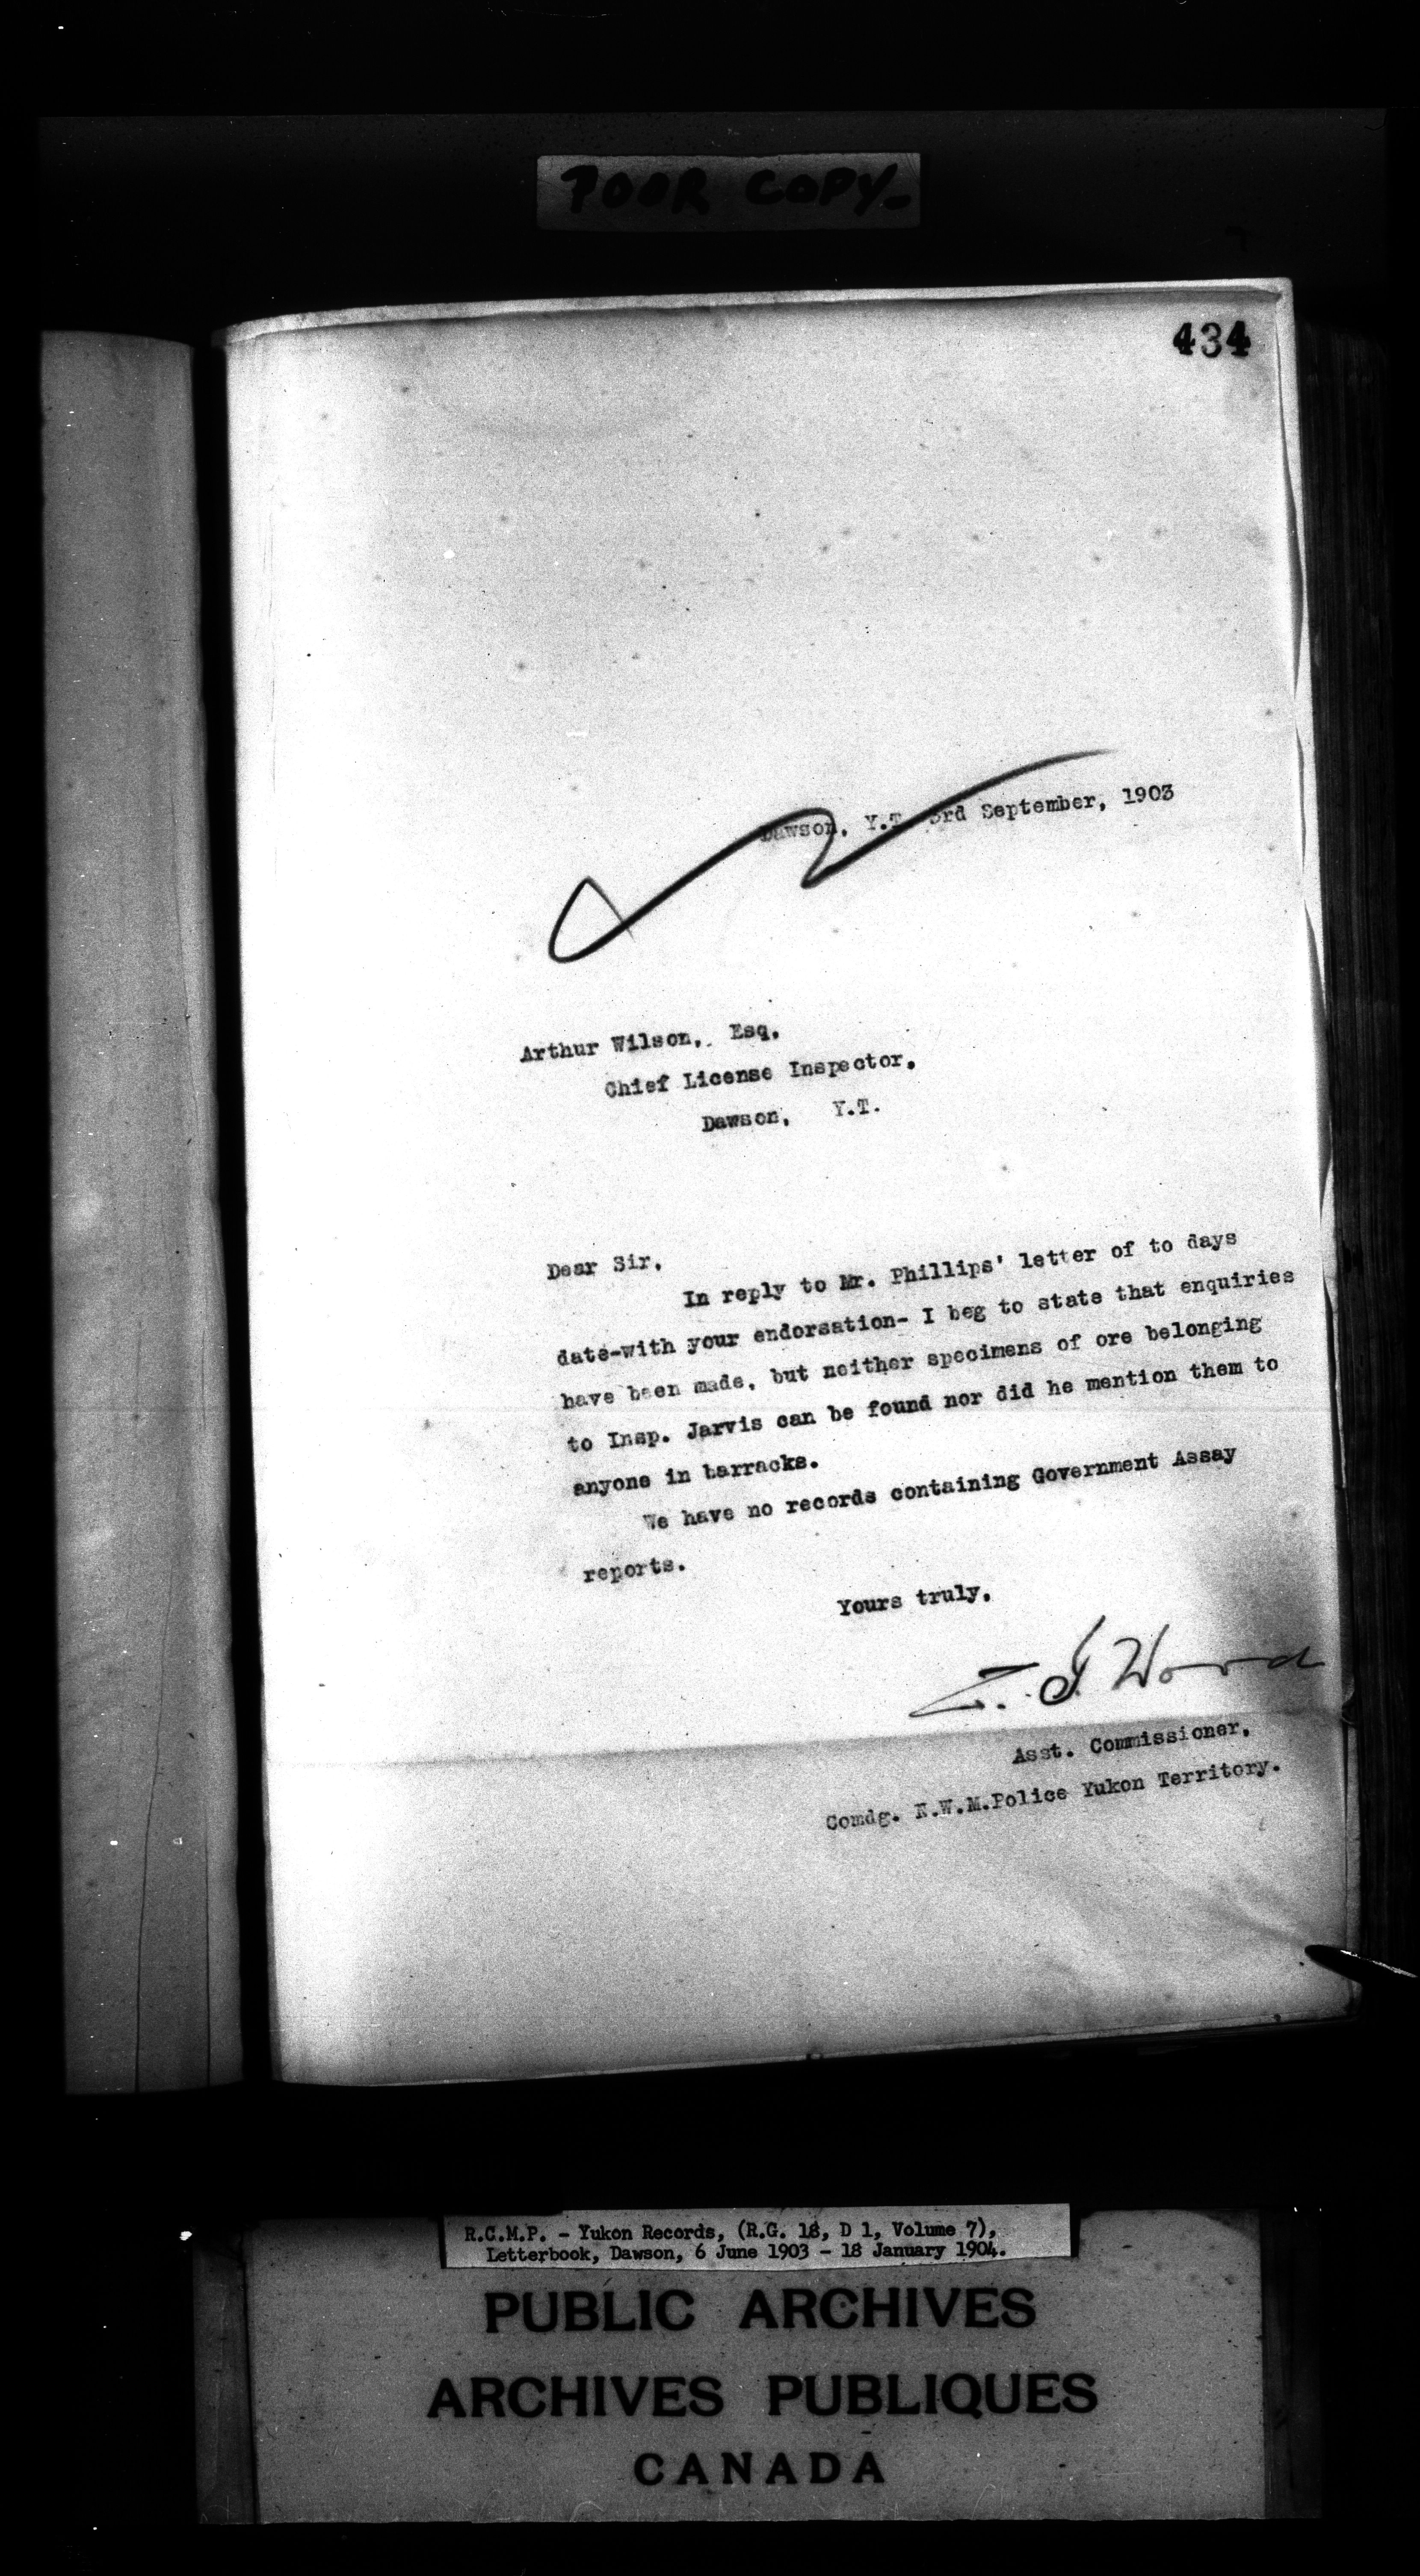 POOR COPY-
434
Dawson, Y.T. 3rd September, 1903
Arthur Wilson, Esq.
Chief License Inspector,
Dawson, Y.T.
Dear Sir,
In reply to Mr. Phillips' letter of to days
date-with your endorsation- I beg to state that enquiries
have been made, but neither specimens of ore belonging
to Insp. Jarvis can be found nor did he mention them to
anyone in barracks.
We have no records containing Government Assay
reports.
Yours truly,
Z. T. Wood
Asst. Commissioner,
Comdg. N.W.M.Police Yukon Territory.
R.C.M.P. - Yukon Records, (R.G. 18, D 1, Volume 7),
Letterbook, Dawson, 6 June 1903 - 18 January 1904.
PUBLIC ARCHIVES
ARCHIVES PUBLIQUES
CANADA